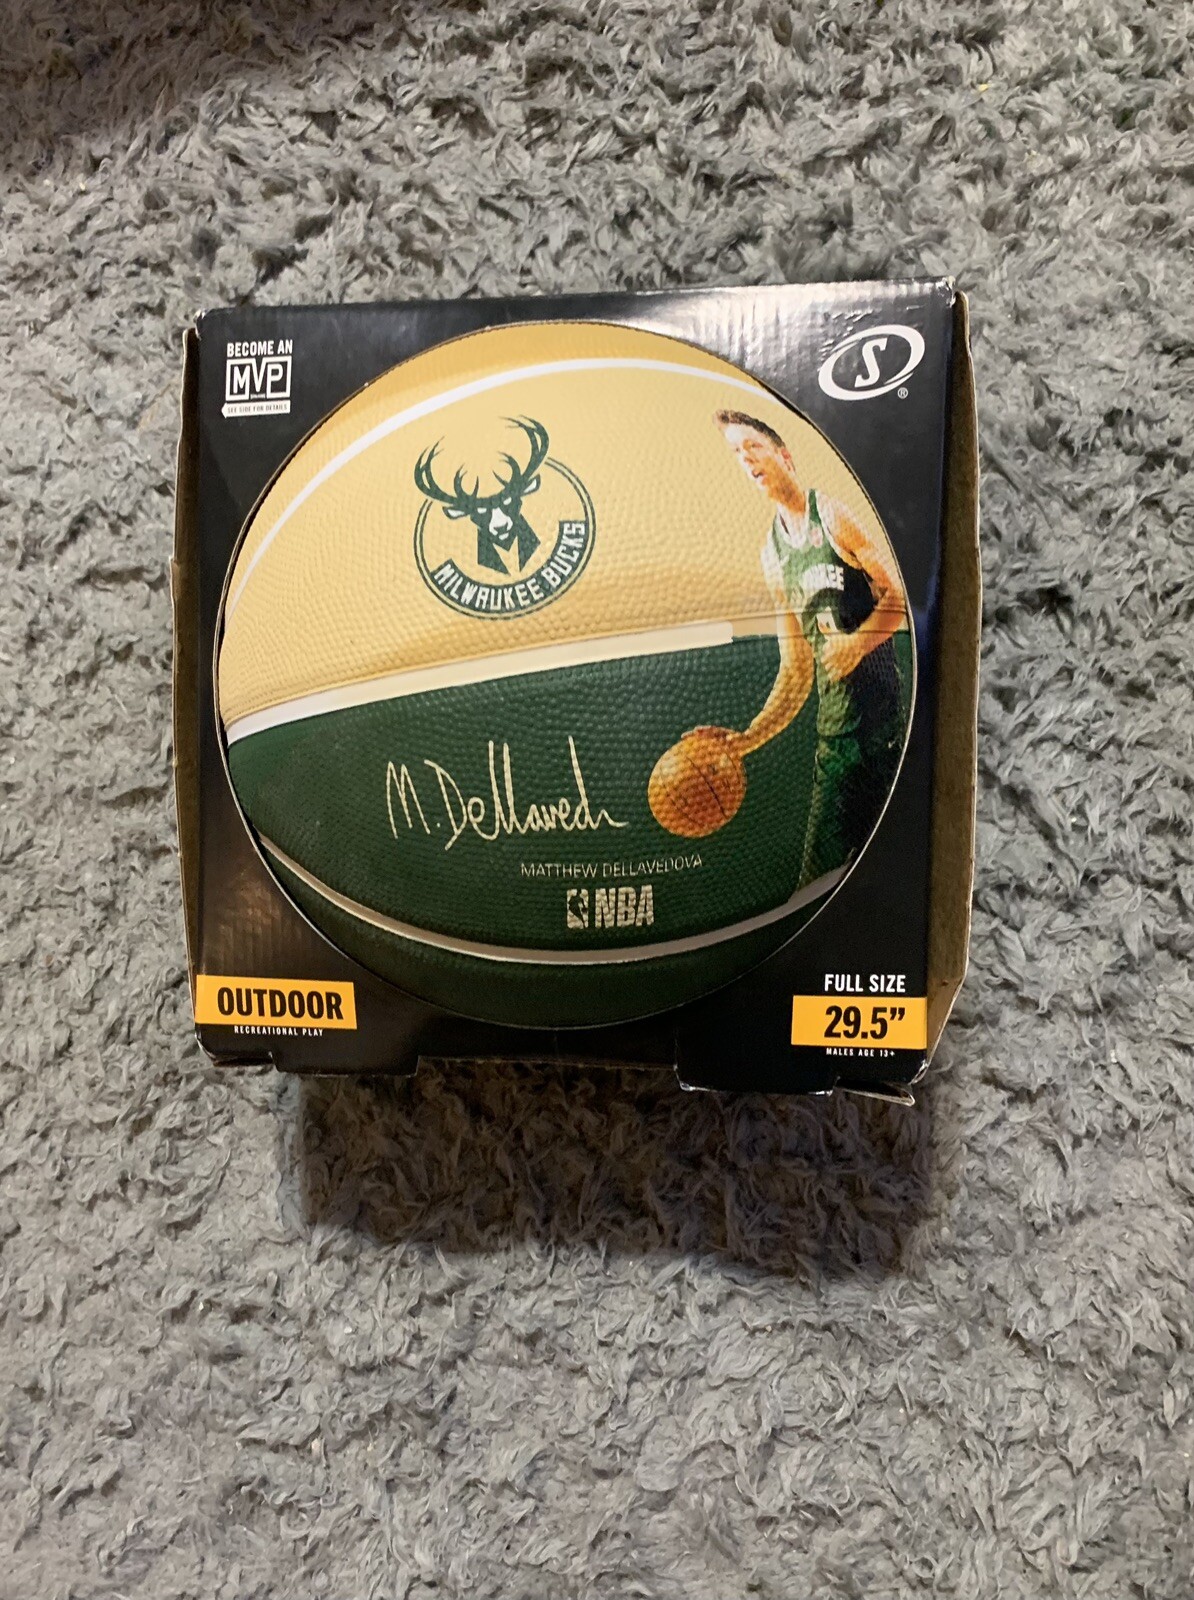 BECOME AN
MVP
SEE SIDE FOR DETAILS
S
®
MILWAUKEE BUCKS
M. Dellavedova
MATTHEW DELLAVEDOVA
NBA
OUTDOOR
RECREATIONAL PLAY
FULL SIZE
29.5”
MALES AGE 13+